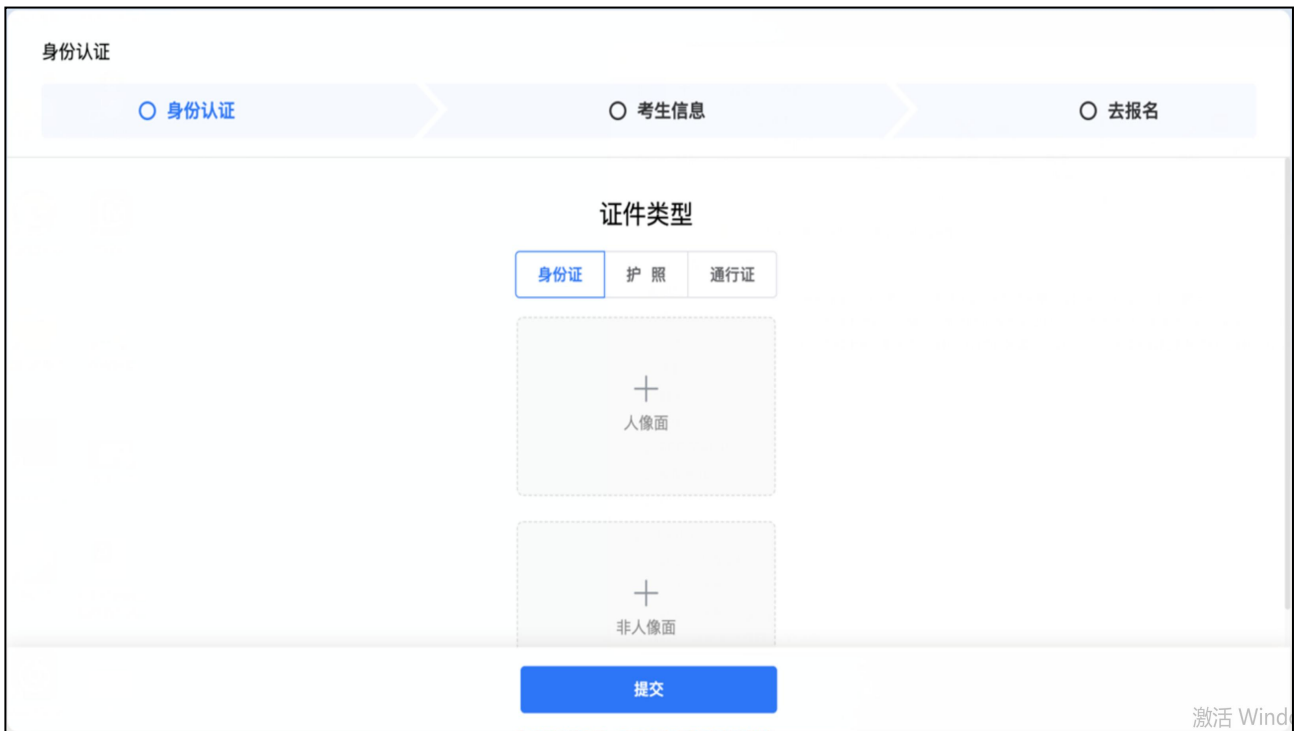 身份认证
身份认证 考生信息 去报名
证件类型
身份证 护 照 通行证
人像面
非人像面
提交
激活 Wind